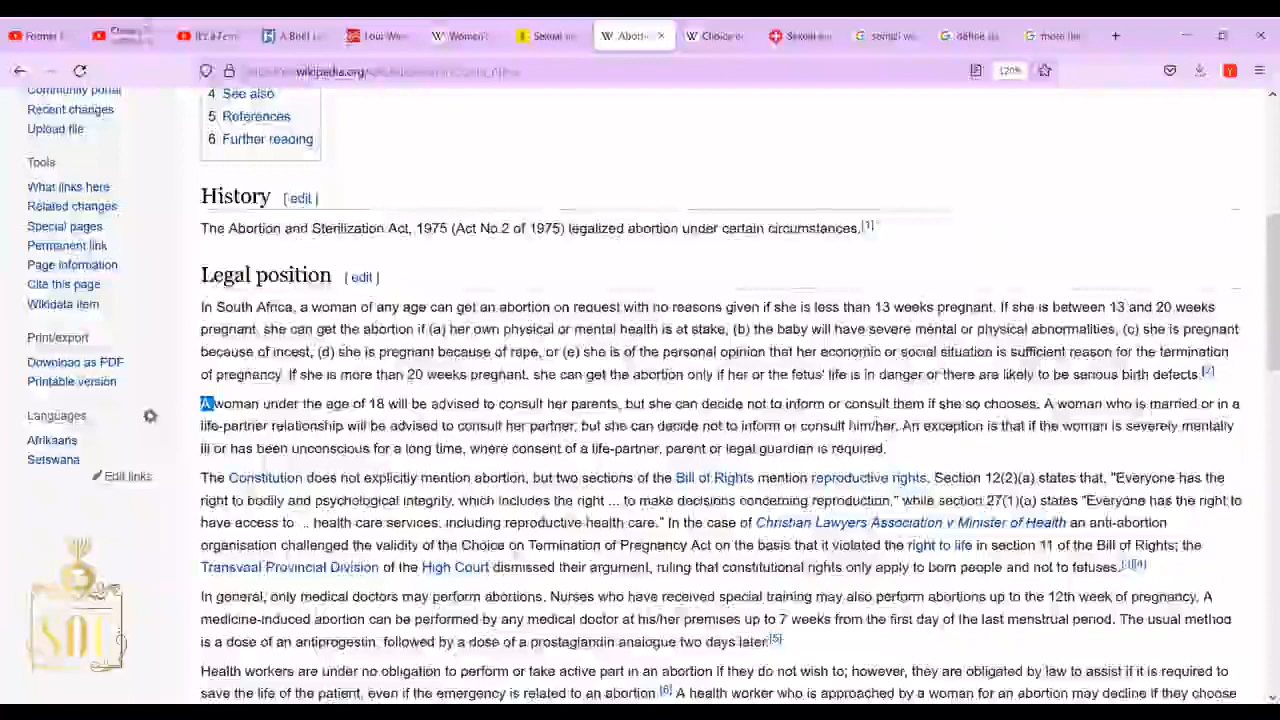 Former
It's a Fem
A Brief L
Women'
Sexual
Aborti
Choice o
Sexual
define
more
wikipedia.org
120%
Community portal
Recent changes
Upload file
Tools
What links here
Related changes
Special pages
Permanent link
Page information
Cite this page
Wikidata item
Print/export
Download as PDF
Printable version
Languages
Afrikaans
Setswana
Edit links
4 See also
5 References
6 Further reading
History [ edit ]
The Abortion and Sterilization Act, 1975 (Act No.2 of 1975) legalized abortion under certain circumstances.[1]
Legal position [ edit ]
In South Africa, a woman of any age can get an abortion on request with no reasons given if she is less than 13 weeks pregnant. If she is between 13 and 20 weeks
pregnant, she can get the abortion if (a) her own physical or mental health is at stake, (b) the baby will have severe mental or physical abnormalities, (c) she is pregnant
because of incest, (d) she is pregnant because of rape, or (e) she is of the personal opinion that her economic or social situation is sufficient reason for the termination
of pregnancy. If she is more than 20 weeks pregnant, she can get the abortion only if her or the fetus' life is in danger or there are likely to be serious birth defects.[2]
A woman under the age of 18 will be advised to consult her parents, but she can decide not to inform or consult them if she so chooses. A woman who is married or in a
life-partner relationship will be advised to consult her partner, but she can decide not to inform or consult him/her. An exception is that if the woman is severely mentally
ill or has been unconscious for a long time, where consent of a life-partner, parent or legal guardian is required.
The Constitution does not explicitly mention abortion, but two sections of the Bill of Rights mention reproductive rights. Section 12(2)(a) states that, "Everyone has the
right to bodily and psychological integrity, which includes the right ... to make decisions concerning reproduction," while section 27(1)(a) states "Everyone has the right to
have access to ... health care services, including reproductive health care." In the case of Christian Lawyers Association v Minister of Health an anti-abortion
organisation challenged the validity of the Choice on Termination of Pregnancy Act on the basis that it violated the right to life in section 11 of the Bill of Rights; the
Transvaal Provincial Division of the High Court dismissed their argument, ruling that constitutional rights only apply to born people and not to fetuses.[3][4]
In general, only medical doctors may perform abortions. Nurses who have received special training may also perform abortions up to the 12th week of pregnancy. A
medicine-induced abortion can be performed by any medical doctor at his/her premises up to 7 weeks from the first day of the last menstrual period. The usual method
is a dose of an antiprogestin, followed by a dose of a prostaglandin analogue two days later.[5]
Health workers are under no obligation to perform or take active part in an abortion if they do not wish to; however, they are obligated by law to assist if it is required to
save the life of the patient, even if the emergency is related to an abortion.[6] A health worker who is approached by a woman for an abortion may decline if they choose